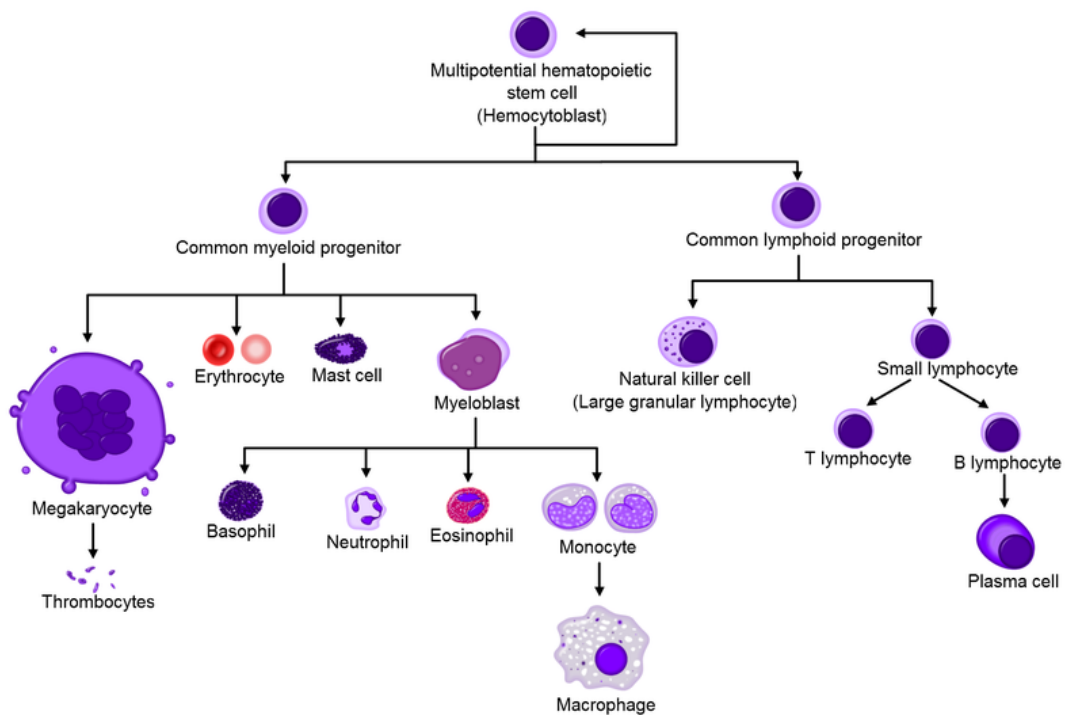 Multipotential hematopoietic
stem cell
(Hemocytoblast)
Common myeloid progenitor
Common lymphoid progenitor
Erythrocyte
Mast cell
Myeloblast
Natural killer cell
(Large granular lymphocyte)
Small lymphocyte
T lymphocyte
B lymphocyte
Megakaryocyte
Basophil
Neutrophil
Eosinophil
Monocyte
Plasma cell
Thrombocytes
Macrophage